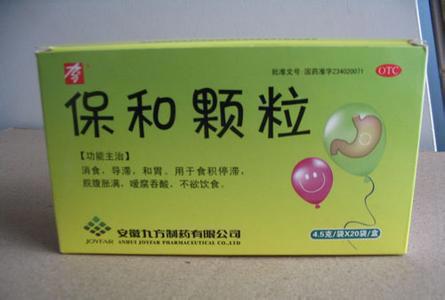 批准文号:国药准字Z34020071
OTC
保和颗粒
【功能主治】
消食、导滞、和胃。用于食积停滞,
脘腹胀满,嗳腐吞酸,不欲饮食。
JOYFAR
安徽九方制药有限公司
ANHUI JOYFAR PHARMACEUTICAL CO.,LTD
4.5克/袋X20袋/盒